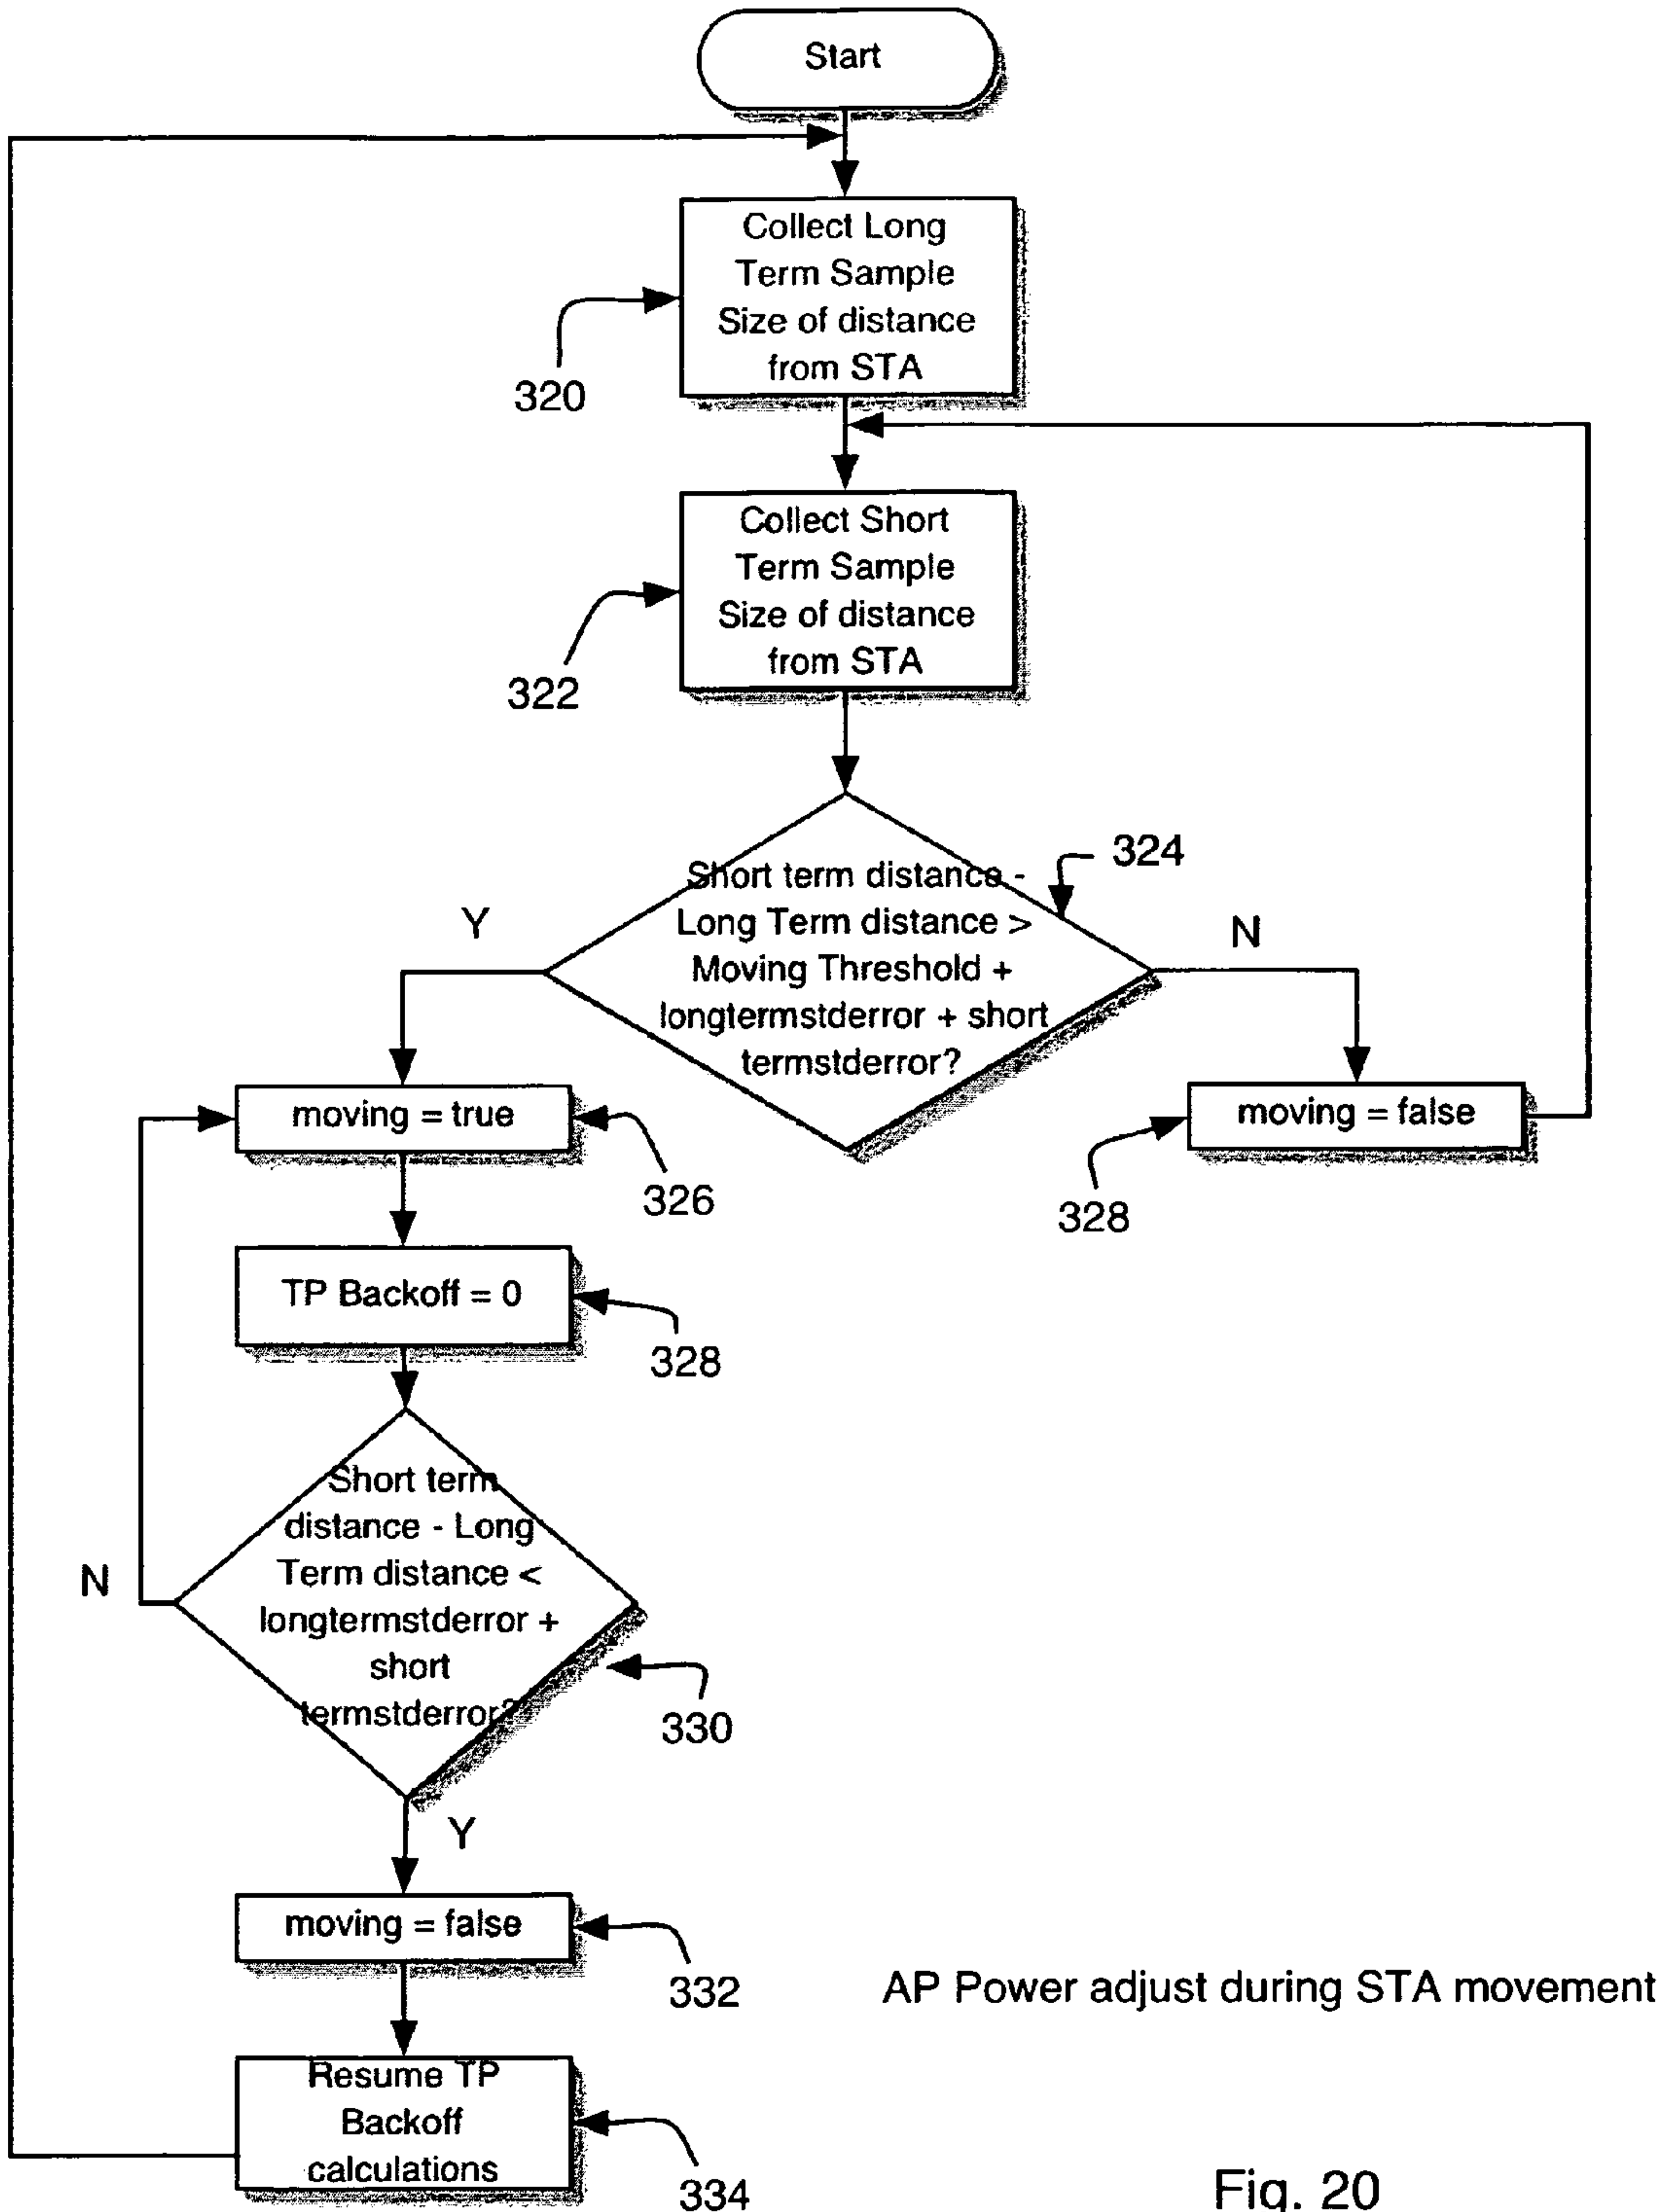 Start
Collect Long
Term Sample
Size of distance
from STA
320
Collect Short
Term Sample
Size of distance
from STA
322
324
Short term distance -
Long Term distance >
Moving Threshold +
longtermstderror + short
termstderror?
Y
N
moving = true
326
moving = false
328
TP Backoff = 0
328
Short term
distance - Long
Term distance <
longtermstderror +
short
termstderror?
N
330
Y
moving = false
332
AP Power adjust during STA movement
Resume TP
Backoff
calculations
334
Fig. 20